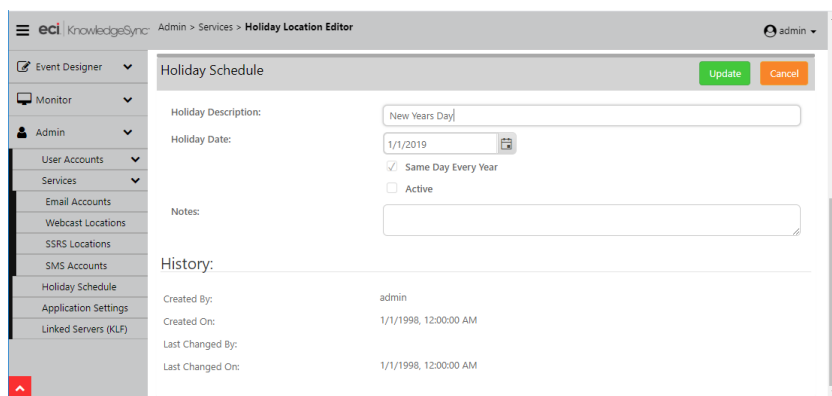 eci KnowledgeSync
Admin > Services > Holiday Location Editor
admin
Event Designer
Monitor
Admin
User Accounts
Services
Email Accounts
Webcast Locations
SSRS Locations
SMS Accounts
Holiday Schedule
Application Settings
Linked Servers (KLF)
Holiday Schedule
Update
Cancel
Holiday Description:
New Years Day
Holiday Date:
1/1/2019
Same Day Every Year
Active
Notes:
History:
Created By:
admin
Created On:
1/1/1998, 12:00:00 AM
Last Changed By:
Last Changed On:
1/1/1998, 12:00:00 AM